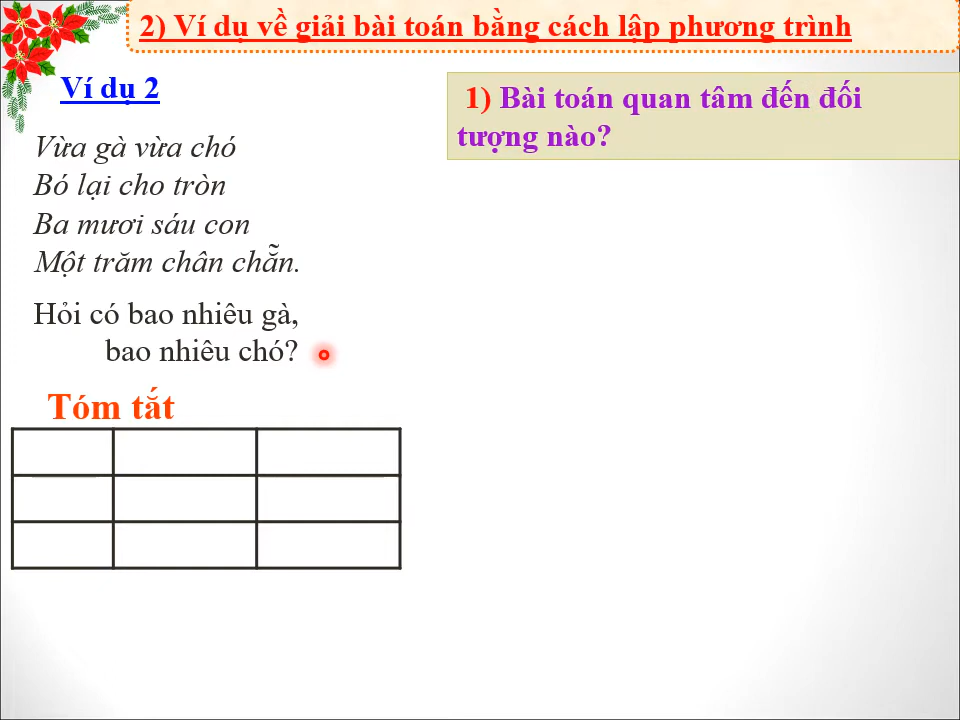 2) Ví dụ về giải bài toán bằng cách lập phương trình
Ví dụ 2
Vừa gà vừa chó
Bó lại cho tròn
Ba mươi sáu con
Một trăm chân chẵn.
Hỏi có bao nhiêu gà,
bao nhiêu chó?
Tóm tắt
1) Bài toán quan tâm đến đối
tượng nào?